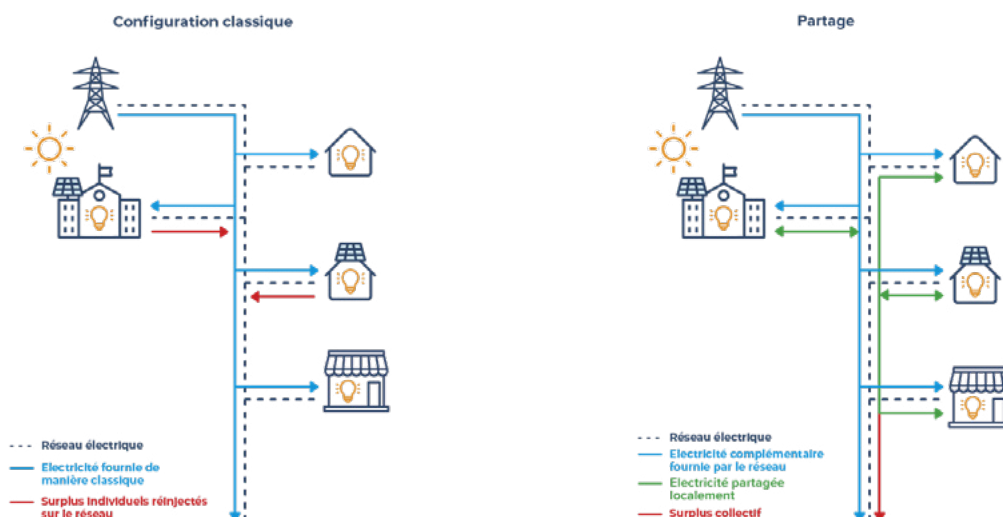 Configuration classique
Partage
Réseau électrique
Electricité fournie de
manière classique
Surplus individuels réinjectés
sur le réseau
Réseau électrique
Electricité complémentaire
fournie par le réseau
Electricité partagée
localement
Surplus collectif